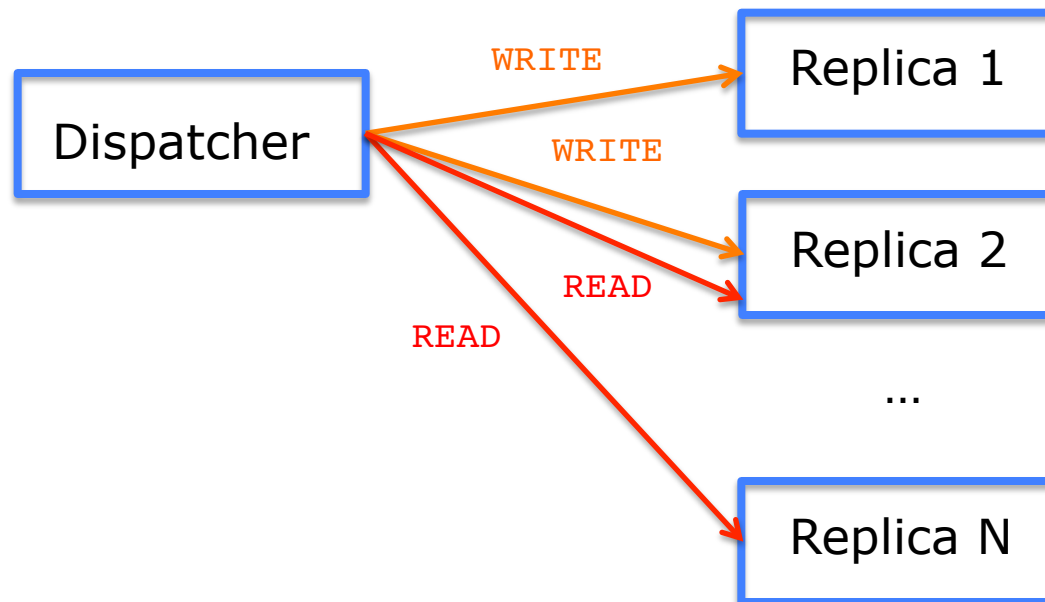 WRITE
Replica 1
Dispatcher
WRITE
Replica 2
READ
READ
…
Replica N